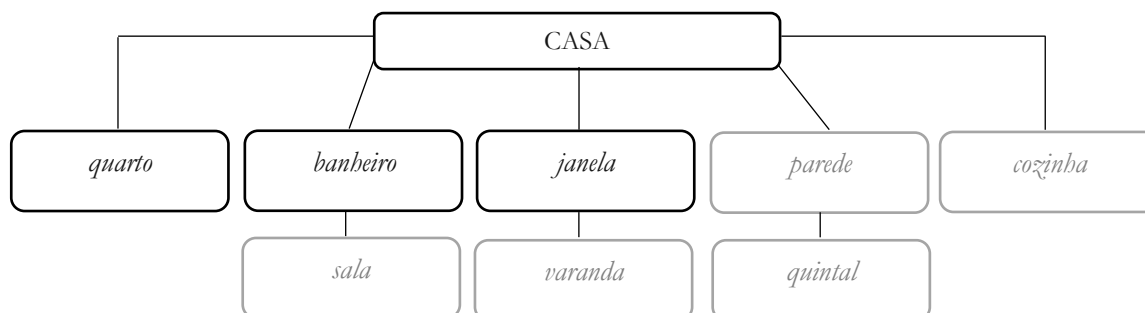 CASA
quarto
banheiro
janela
parede
cozinha
sala
varanda
quintal